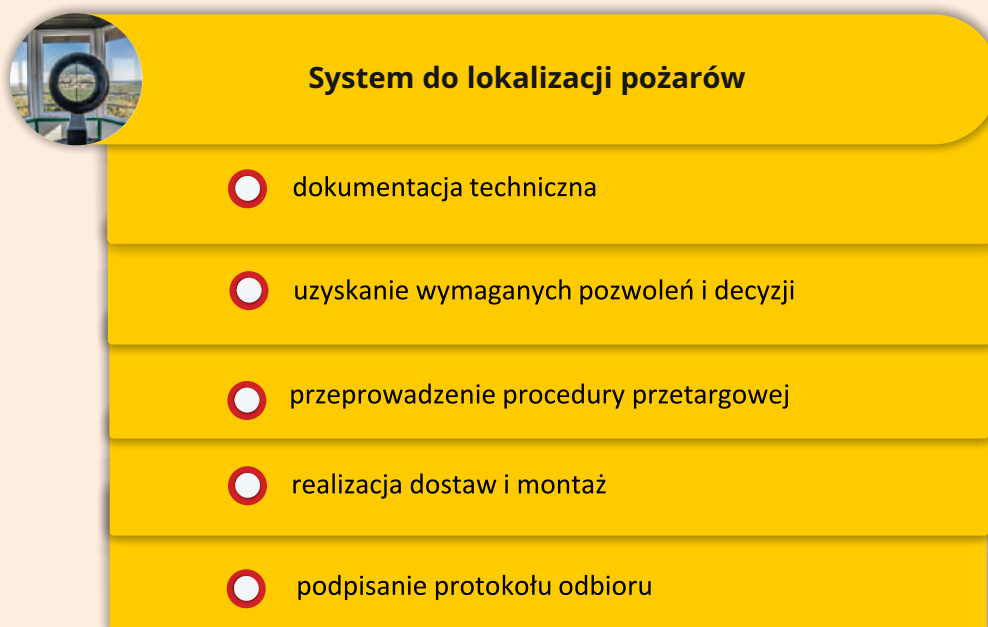 System do lokalizacji pożarów
dokumentacja techniczna
uzyskanie wymaganych pozwoleń i decyzji
przeprowadzenie procedury przetargowej
realizacja dostaw i montaż
podpisanie protokołu odbioru